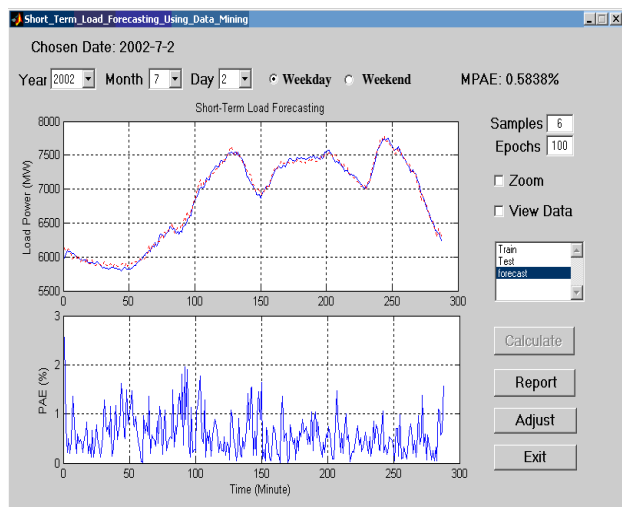 Short_Term_Load_Forecasting_Using_Data_Mining
Chosen Date: 2002-7-2
Year 2002 Month 7 Day 2 Weekday Weekend MPAE: 0.5838%
Short-Term Load Forecasting
8000
7500
7000
6500
6000
5500
Load Power (MW)
0 50 100 150 200 250 300
Samples 6
Epochs 100
Zoom
View Data
Train
Test
forecast
3
2
1
0
PAE (%)
0 50 100 150 200 250 300
Time (Minute)
Calculate
Report
Adjust
Exit